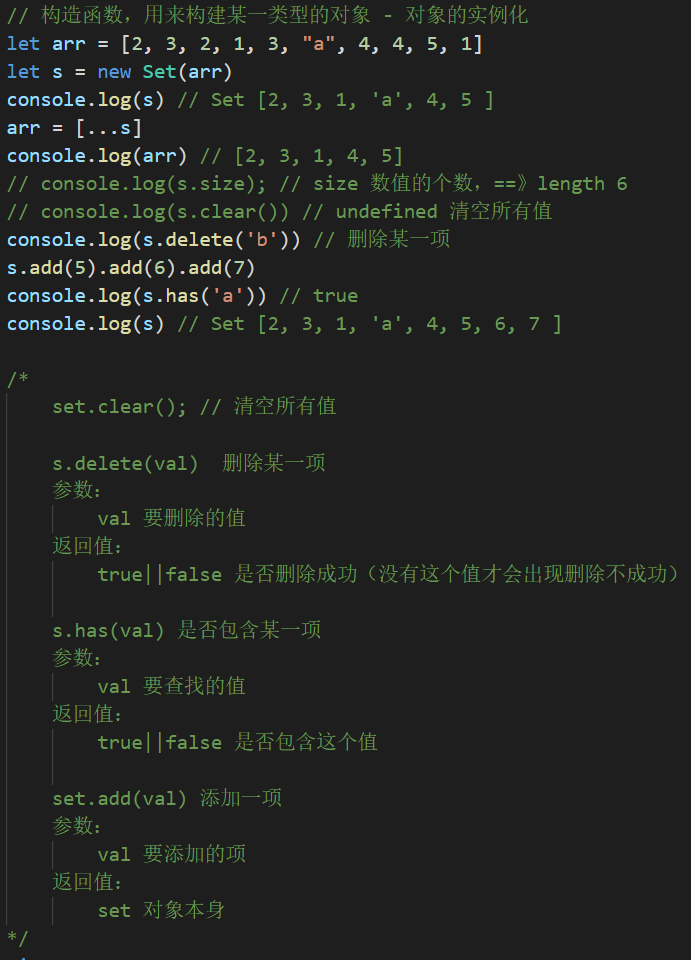 // 构造函数，用来构建某一类型的对象 - 对象的实例化
let arr = [2, 3, 2, 1, 3, "a", 4, 4, 5, 1]
let s = new Set(arr)
console.log(s) // Set [2, 3, 1, 'a', 4, 5 ]
arr = [...s]
console.log(arr) // [2, 3, 1, 4, 5]
// console.log(s.size); // size 数值的个数，==》length 6
// console.log(s.clear()) // undefined 清空所有值
console.log(s.delete('b')) // 删除某一项
s.add(5).add(6).add(7)
console.log(s.has('a')) // true
console.log(s) // Set [2, 3, 1, 'a', 4, 5, 6, 7 ]
/*
set.clear(); // 清空所有值
s.delete(val)  删除某一项
参数：
val 要删除的值
返回值：
true||false 是否删除成功（没有这个值才会出现删除不成功）
s.has(val) 是否包含某一项
参数：
val 要查找的值
返回值：
true||false 是否包含这个值
set.add(val) 添加一项
参数：
val 要添加的项
返回值：
set 对象本身
*/